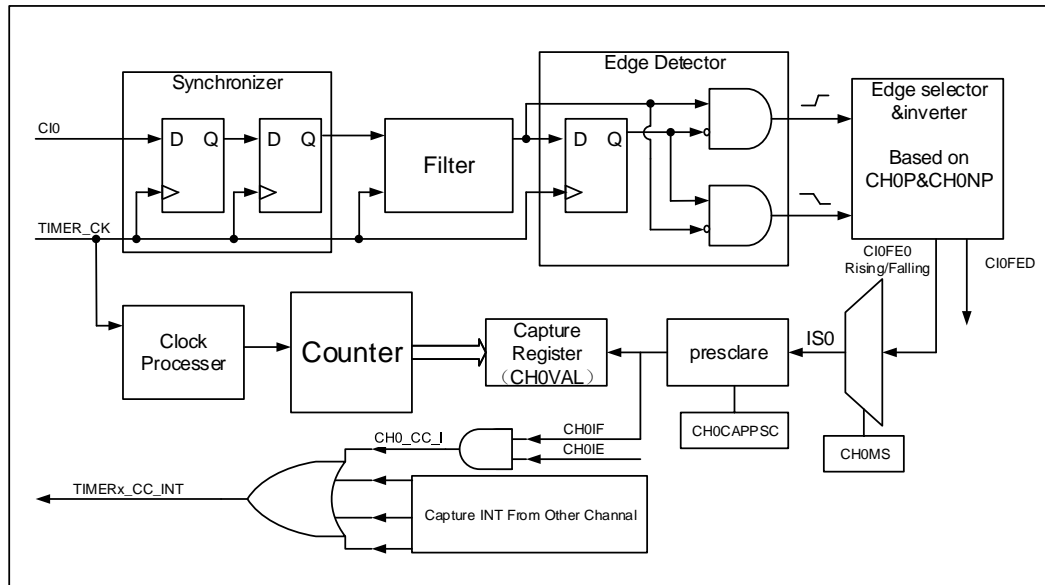 Synchronizer
Edge Detector
Edge selector
&inverter
Based on
CH0P&CH0NP
CI0
D Q
D Q
Filter
D Q
TIMER_CK
CI0FE0
Rising/Falling
CI0FED
Clock
Processer
Counter
Capture
Register
（CH0VAL）
presclare
IS0
CH0CAPPSC
CH0MS
CH0_CC_I
CH0IF
CH0IE
TIMERx_CC_INT
Capture INT From Other Channel